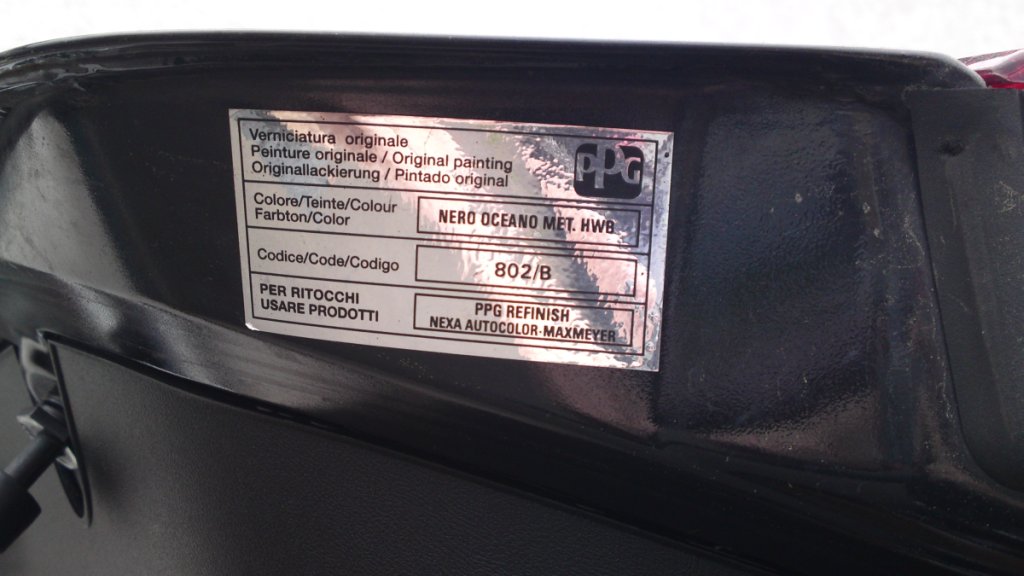 Verniciatura originale
Peinture originale / Original painting
Originallackierung / Pintado original
PPG
Colore/Teinte/Colour
Farbton/Color
NERO OCEANO MET. HWB
Codice/Code/Codigo
802/B
PER RITOCCHI
USARE PRODOTTI
PPG REFINISH
NEXA AUTOCOLOR-MAXMEYER